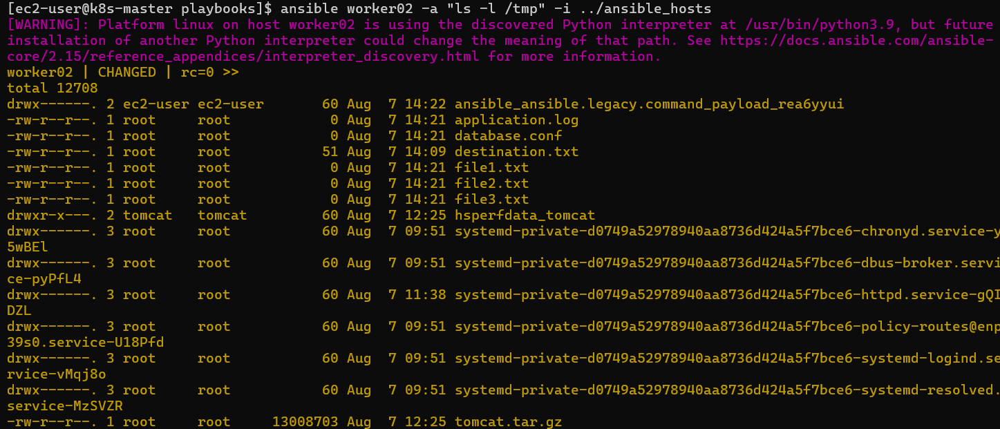 [ec2-user@k8s-master playbooks]$ ansible worker02 -a "ls -l /tmp" -i ../ansible_hosts
[WARNING]: Platform linux on host worker02 is using the discovered Python interpreter at /usr/bin/python3.9, but future
installation of another Python interpreter could change the meaning of that path. See https://docs.ansible.com/ansible-
core/2.15/reference_appendices/interpreter_discovery.html for more information.
worker02 | CHANGED | rc=0 >>
total 12708
drwx------. 2 ec2-user ec2-user       60 Aug  7 14:22 ansible_ansible.legacy.command_payload_rea6yyui
-rw-r--r--. 1 root     root            0 Aug  7 14:21 application.log
-rw-r--r--. 1 root     root            0 Aug  7 14:21 database.conf
-rw-r--r--. 1 root     root           51 Aug  7 14:09 destination.txt
-rw-r--r--. 1 root     root            0 Aug  7 14:21 file1.txt
-rw-r--r--. 1 root     root            0 Aug  7 14:21 file2.txt
-rw-r--r--. 1 root     root            0 Aug  7 14:21 file3.txt
drwxr-x---. 2 tomcat   tomcat         60 Aug  7 12:25 hsperfdata_tomcat
drwx------. 3 root     root           60 Aug  7 09:51 systemd-private-d0749a52978940aa8736d424a5f7bce6-chronyd.service-y
5wBEl
drwx------. 3 root     root           60 Aug  7 09:51 systemd-private-d0749a52978940aa8736d424a5f7bce6-dbus-broker.servi
ce-pyPfL4
drwx------. 3 root     root           60 Aug  7 11:38 systemd-private-d0749a52978940aa8736d424a5f7bce6-httpd.service-gQI
DZL
drwx------. 3 root     root           60 Aug  7 09:51 systemd-private-d0749a52978940aa8736d424a5f7bce6-policy-routes@enp
39s0.service-U18Pfd
drwx------. 3 root     root           60 Aug  7 09:51 systemd-private-d0749a52978940aa8736d424a5f7bce6-systemd-logind.se
rvice-vMqj8o
drwx------. 3 root     root           60 Aug  7 09:51 systemd-private-d0749a52978940aa8736d424a5f7bce6-systemd-resolved.
service-MzSVZR
-rw-r--r--. 1 root     root     13008703 Aug  7 12:25 tomcat.tar.gz